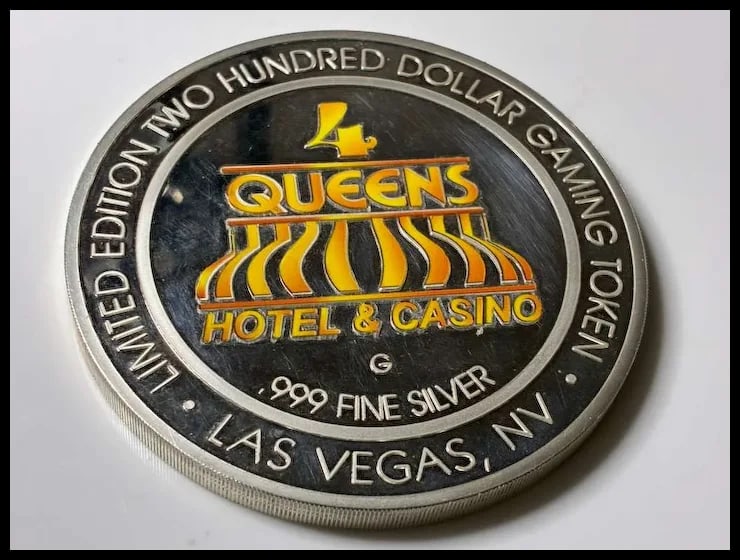 LIMITED EDITION TWO HUNDRED DOLLAR GAMING TOKEN
4
QUEENS
HOTEL & CASINO
G
.999 FINE SILVER
• LAS VEGAS, NV •